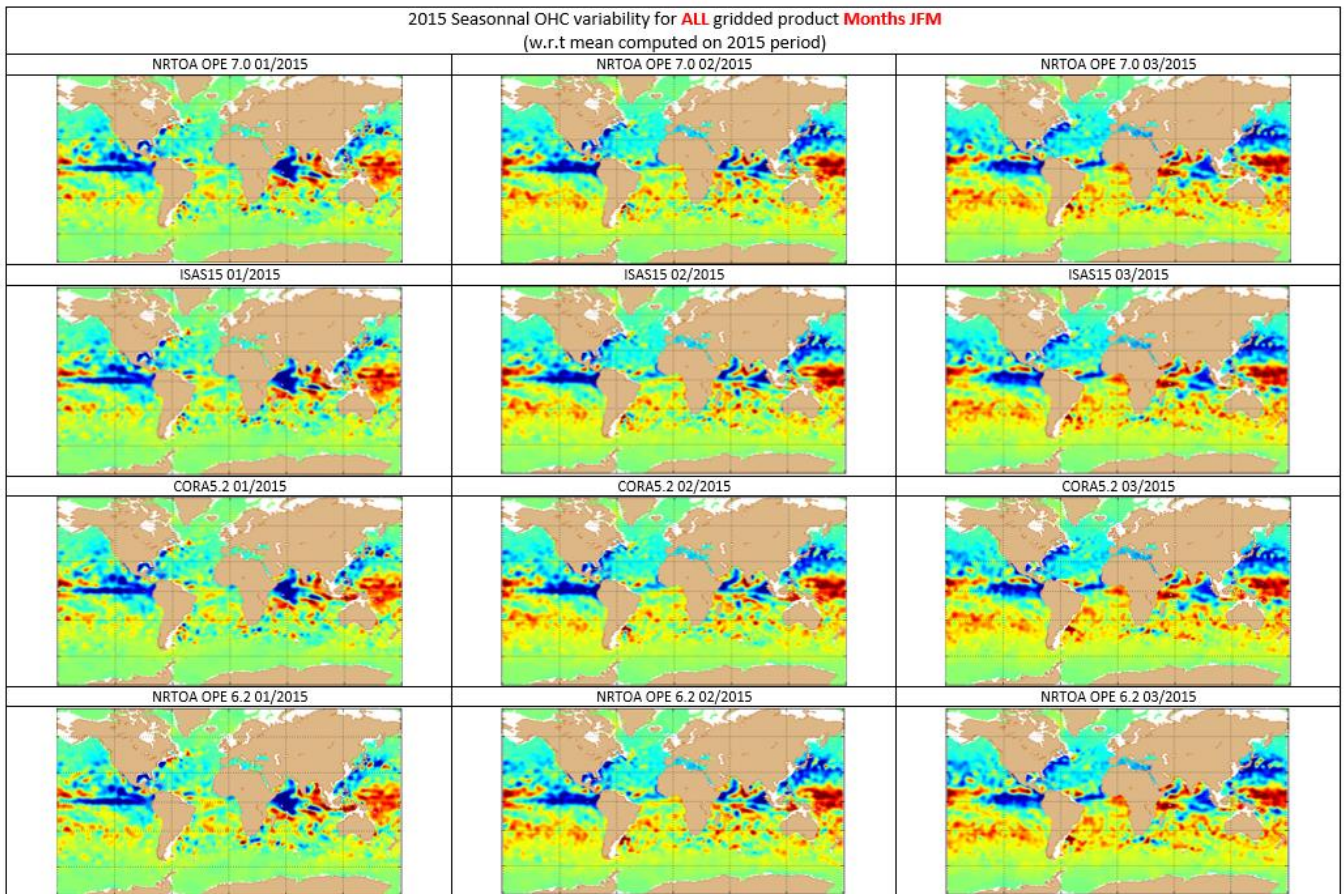 2015 Seasonnal OHC variability for ALL gridded product Months JFM
(w.r.t mean computed on 2015 period)
NRTOA OPE 7.0 01/2015
NRTOA OPE 7.0 02/2015
NRTOA OPE 7.0 03/2015
ISAS15 01/2015
ISAS15 02/2015
ISAS15 03/2015
CORA5.2 01/2015
CORA5.2 02/2015
CORA5.2 03/2015
NRTOA OPE 6.2 01/2015
NRTOA OPE 6.2 02/2015
NRTOA OPE 6.2 03/2015